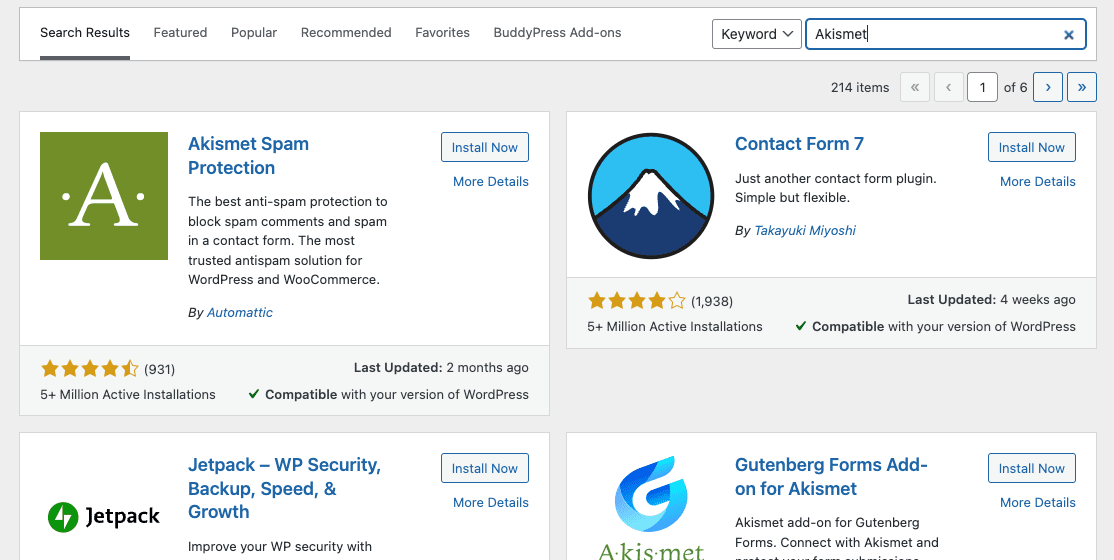 Search Results Featured Popular Recommended Favorites BuddyPress Add-ons Keyword Akismet
214 items « ‹ 1 of 6 › »
A
Akismet Spam
Protection
Install Now
More Details
The best anti-spam protection to
block spam comments and spam
in a contact form. The most
trusted antispam solution for
WordPress and WooCommerce.
By Automattic
(931)
Last Updated: 2 months ago
5+ Million Active Installations
Compatible with your version of WordPress
Contact Form 7
Install Now
More Details
Just another contact form plugin.
Simple but flexible.
By Takayuki Miyoshi
(1,938)
Last Updated: 4 weeks ago
5+ Million Active Installations
Compatible with your version of WordPress
Jetpack
Jetpack – WP Security,
Backup, Speed, &
Growth
Install Now
More Details
Improve your WP security with
A·kis·met
Gutenberg Forms Add-
on for Akismet
Install Now
More Details
Akismet add-on for Gutenberg
Forms. Connect with Akismet and